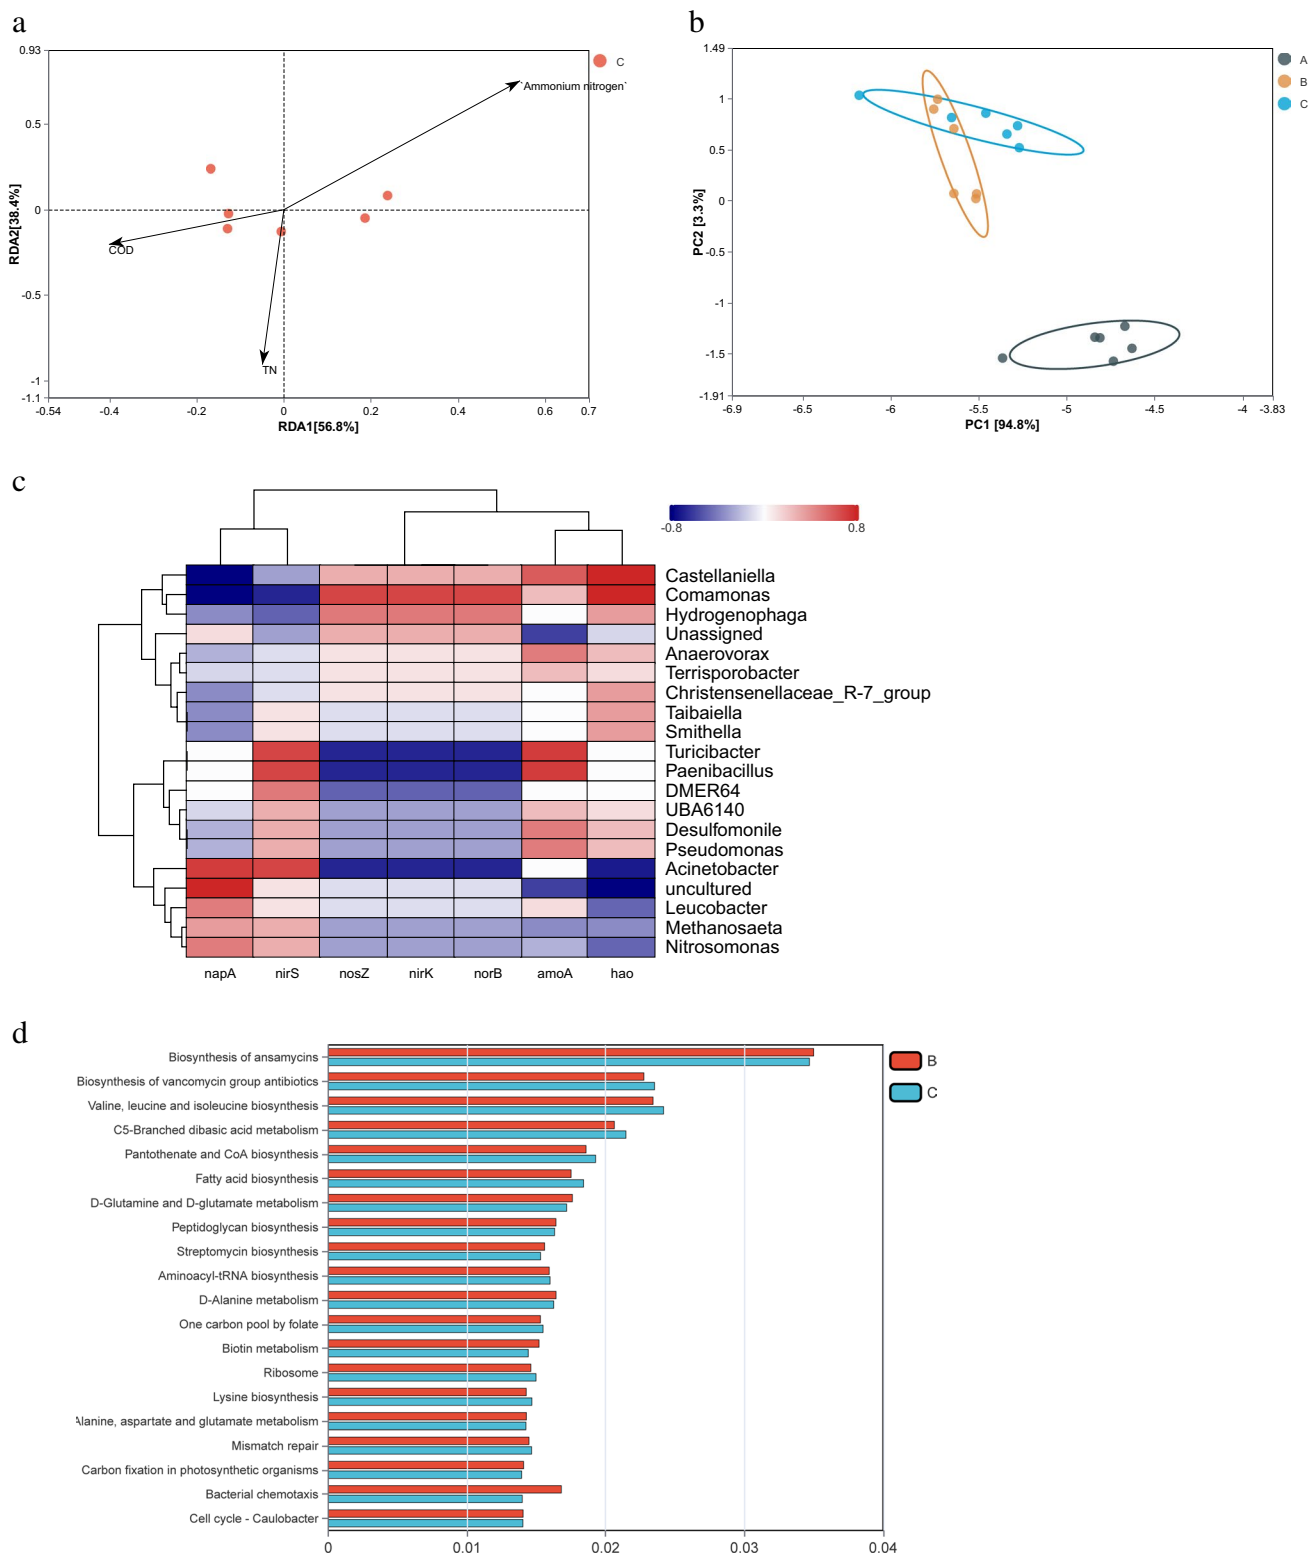 a
0.93
0.5
0
-0.5
-1
-1.1
-0.54
-0.4
-0.2
0
0.2
0.4
0.6
0.7
RDA1[56.8%]
RDA2[38.4%]
`Ammonium nitrogen`
COD
TN
C
b
1.49
1
0.5
0
-0.5
-1
-1.5
-1.91
-6.9
-6.5
-6
-5.5
-5
-4.5
-4
-3.83
PC1 [94.8%]
PC2 [3.3%]
A
B
C
c
-0.8
0.8
Castellaniella
Comamonas
Hydrogenophaga
Unassigned
Anaerovorax
Terrisporobacter
Christensenellaceae_R-7_group
Taibaiella
Smithella
Turicibacter
Paenibacillus
DMER64
UBA6140
Desulfomonile
Pseudomonas
Acinetobacter
uncultured
Leucobacter
Methanosaeta
Nitrosomonas
napA nirS nosZ nirK norB amoA hao
d
Biosynthesis of ansamycins
Biosynthesis of vancomycin group antibiotics
Valine, leucine and isoleucine biosynthesis
C5-Branched dibasic acid metabolism
Pantothenate and CoA biosynthesis
Fatty acid biosynthesis
D-Glutamine and D-glutamate metabolism
Peptidoglycan biosynthesis
Streptomycin biosynthesis
Aminoacyl-tRNA biosynthesis
D-Alanine metabolism
One carbon pool by folate
Biotin metabolism
Ribosome
Lysine biosynthesis
Alanine, aspartate and glutamate metabolism
Mismatch repair
Carbon fixation in photosynthetic organisms
Bacterial chemotaxis
Cell cycle - Caulobacter
0 0.01 0.02 0.03 0.04
B
C